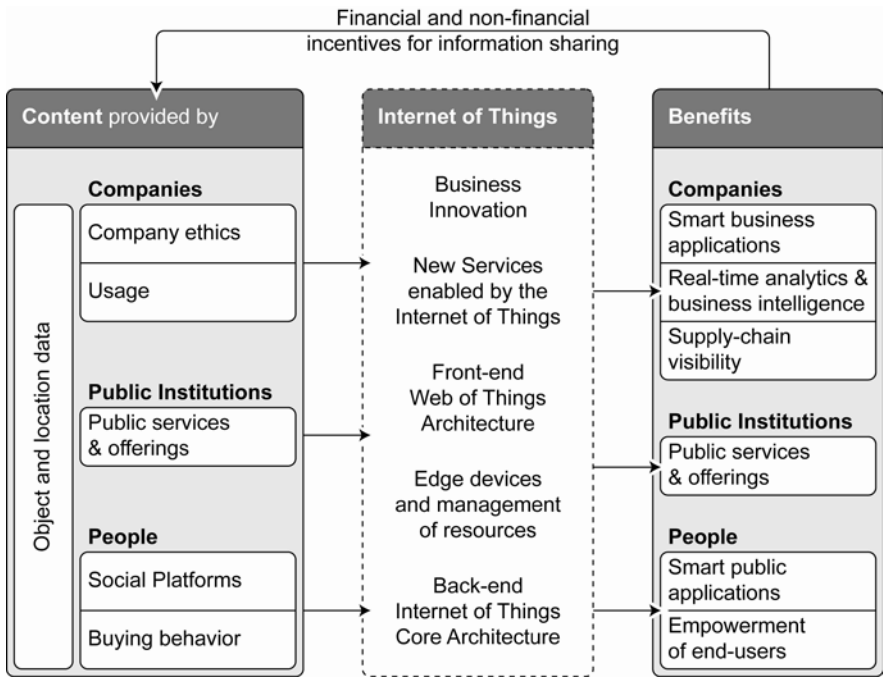 Financial and non-financial
incentives for information sharing
Content provided by
Companies
Company ethics
Usage
Public Institutions
Public services
& offerings
People
Social Platforms
Buying behavior
Object and location data
Internet of Things
Business
Innovation
New Services
enabled by the
Internet of Things
Front-end
Web of Things
Architecture
Edge devices
and management
of resources
Back-end
Internet of Things
Core Architecture
Benefits
Companies
Smart business
applications
Real-time analytics &
business intelligence
Supply-chain
visibility
Public Institutions
Public services
& offerings
People
Smart public
applications
Empowerment
of end-users